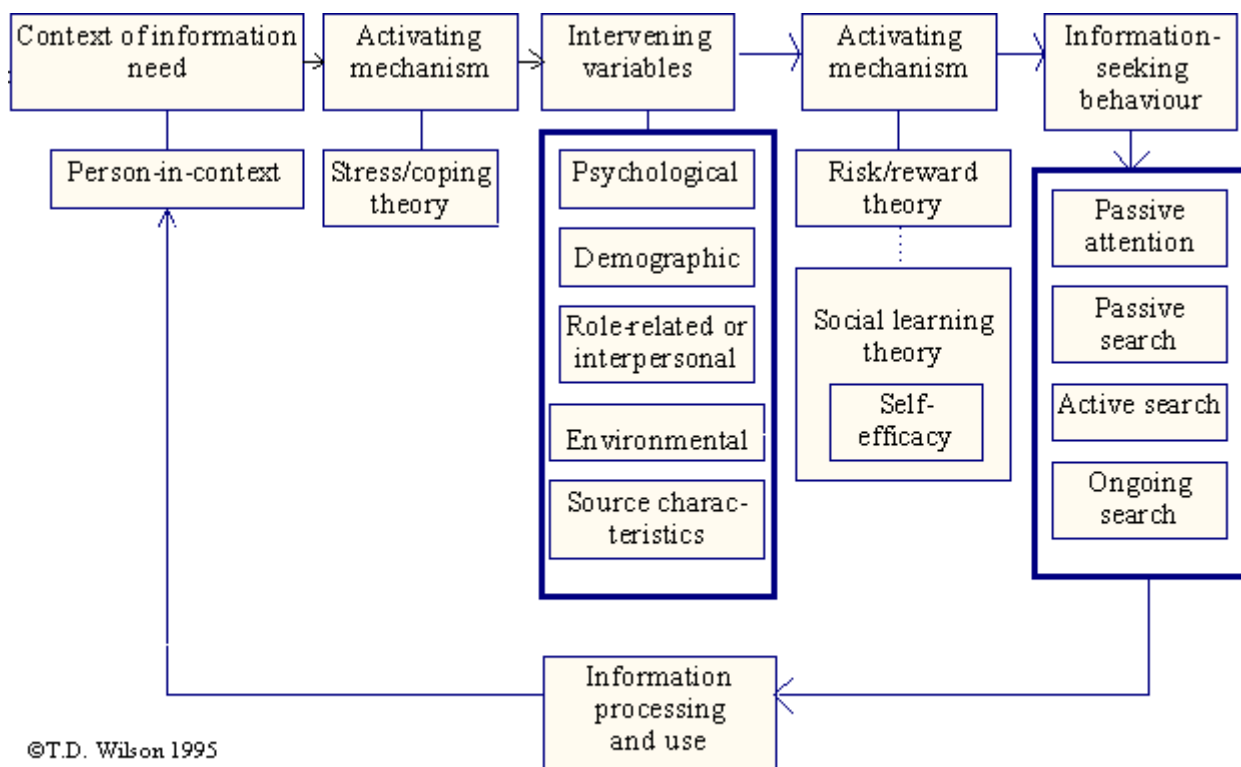 Context of information
need
Activating
mechanism
Intervening
variables
Activating
mechanism
Information-
seeking
behaviour
Person-in-context
Stress/coping
theory
Psychological
Demographic
Role-related or
interpersonal
Environmental
Source charac-
teristics
Risk/reward
theory
Social learning
theory
Self-
efficacy
Passive
attention
Passive
search
Active search
Ongoing
search
Information
processing
and use
©T.D. Wilson 1995